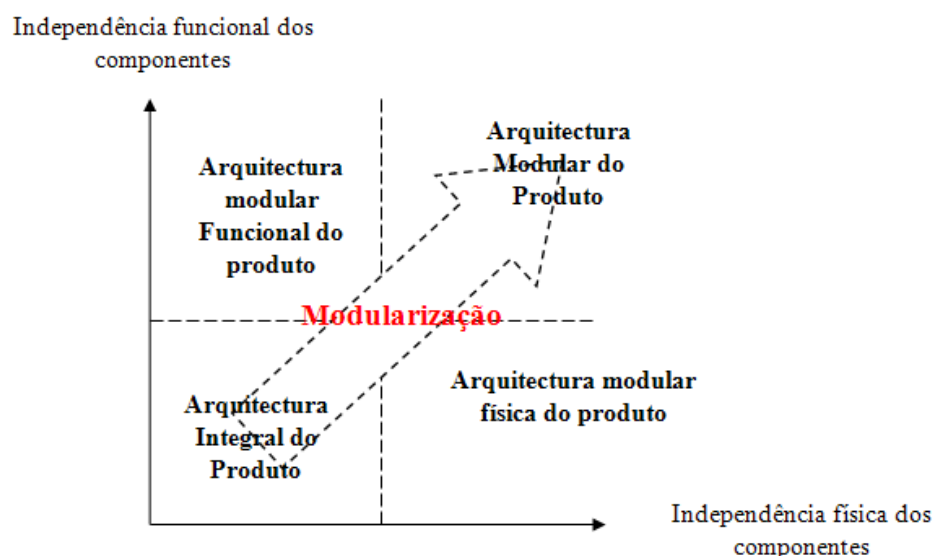 Independência funcional dos
componentes
Arquitectura
modular
Funcional do
produto
Arquitectura
Modular do
Produto
Modularização
Arquitectura
Integral do
Produto
Arquitectura modular
física do produto
Independência física dos
componentes